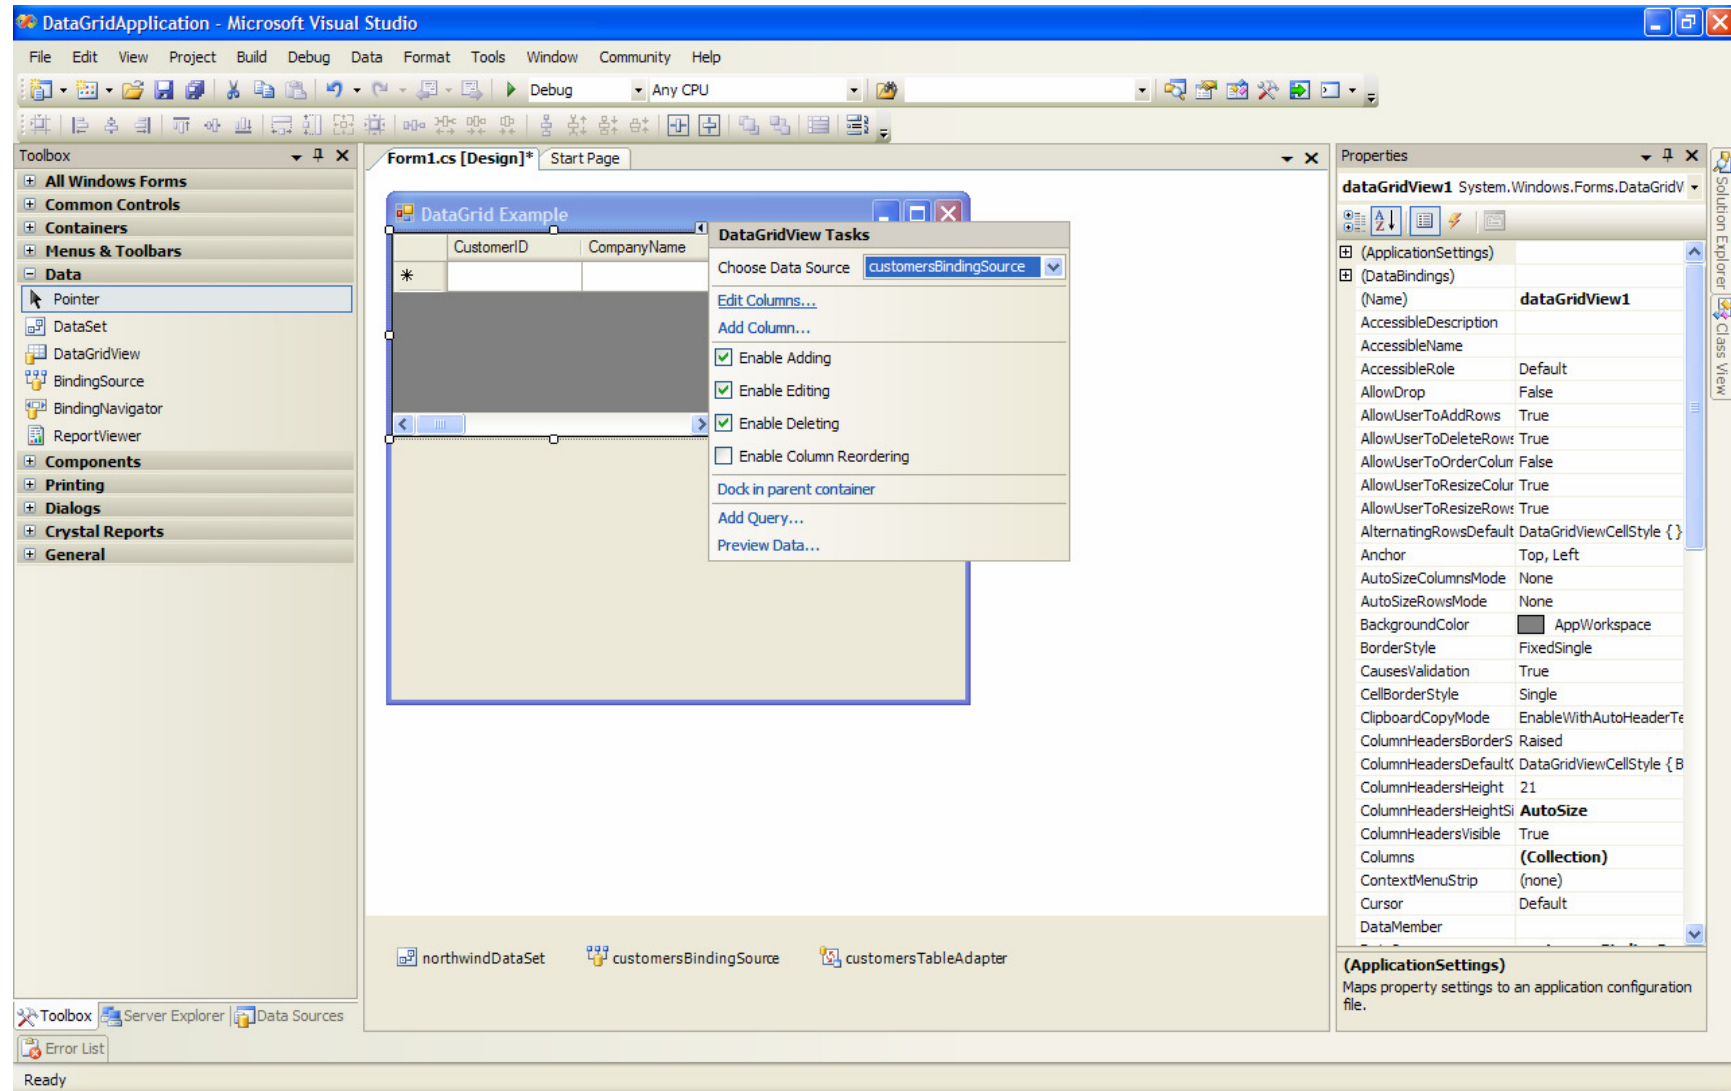 DataGridApplication - Microsoft Visual Studio
File Edit View Project Build Debug Data Format Tools Window Community Help
Debug Any CPU
Toolbox
All Windows Forms
Common Controls
Containers
Menus & Toolbars
Data
Pointer
DataSet
DataGridView
BindingSource
BindingNavigator
ReportViewer
Components
Printing
Dialogs
Crystal Reports
General
Toolbox Server Explorer Data Sources
Error List
Ready
Form1.cs [Design]* Start Page
DataGrid Example
CustomerID CompanyName
DataGridView Tasks
Choose Data Source customersBindingSource
Edit Columns...
Add Column...
Enable Adding
Enable Editing
Enable Deleting
Enable Column Reordering
Dock in parent container
Add Query...
Preview Data...
northwindDataSet customersBindingSource customersTableAdapter
Properties
dataGridView1 System.Windows.Forms.DataGridV
(ApplicationSettings)
(DataBindings)
(Name) dataGridView1
AccessibleDescription
AccessibleName
AccessibleRole Default
AllowDrop False
AllowUserToAddRows True
AllowUserToDeleteRows True
AllowUserToOrderColum False
AllowUserToResizeColur True
AllowUserToResizeRows True
AlternatingRowsDefault DataGridViewCellStyle { }
Anchor Top, Left
AutoSizeColumnsMode None
AutoSizeRowsMode None
BackgroundColor AppWorkspace
BorderStyle FixedSingle
CausesValidation True
CellBorderStyle Single
ClipboardCopyMode EnableWithAutoHeaderTe
ColumnHeadersBorderS Raised
ColumnHeadersDefaultC DataGridViewCellStyle { B
ColumnHeadersHeight 21
ColumnHeadersHeightSi AutoSize
ColumnHeadersVisible True
Columns (Collection)
ContextMenuStrip (none)
Cursor Default
DataMember
(ApplicationSettings)
Maps property settings to an application configuration
file.
Solution Explorer
Class View